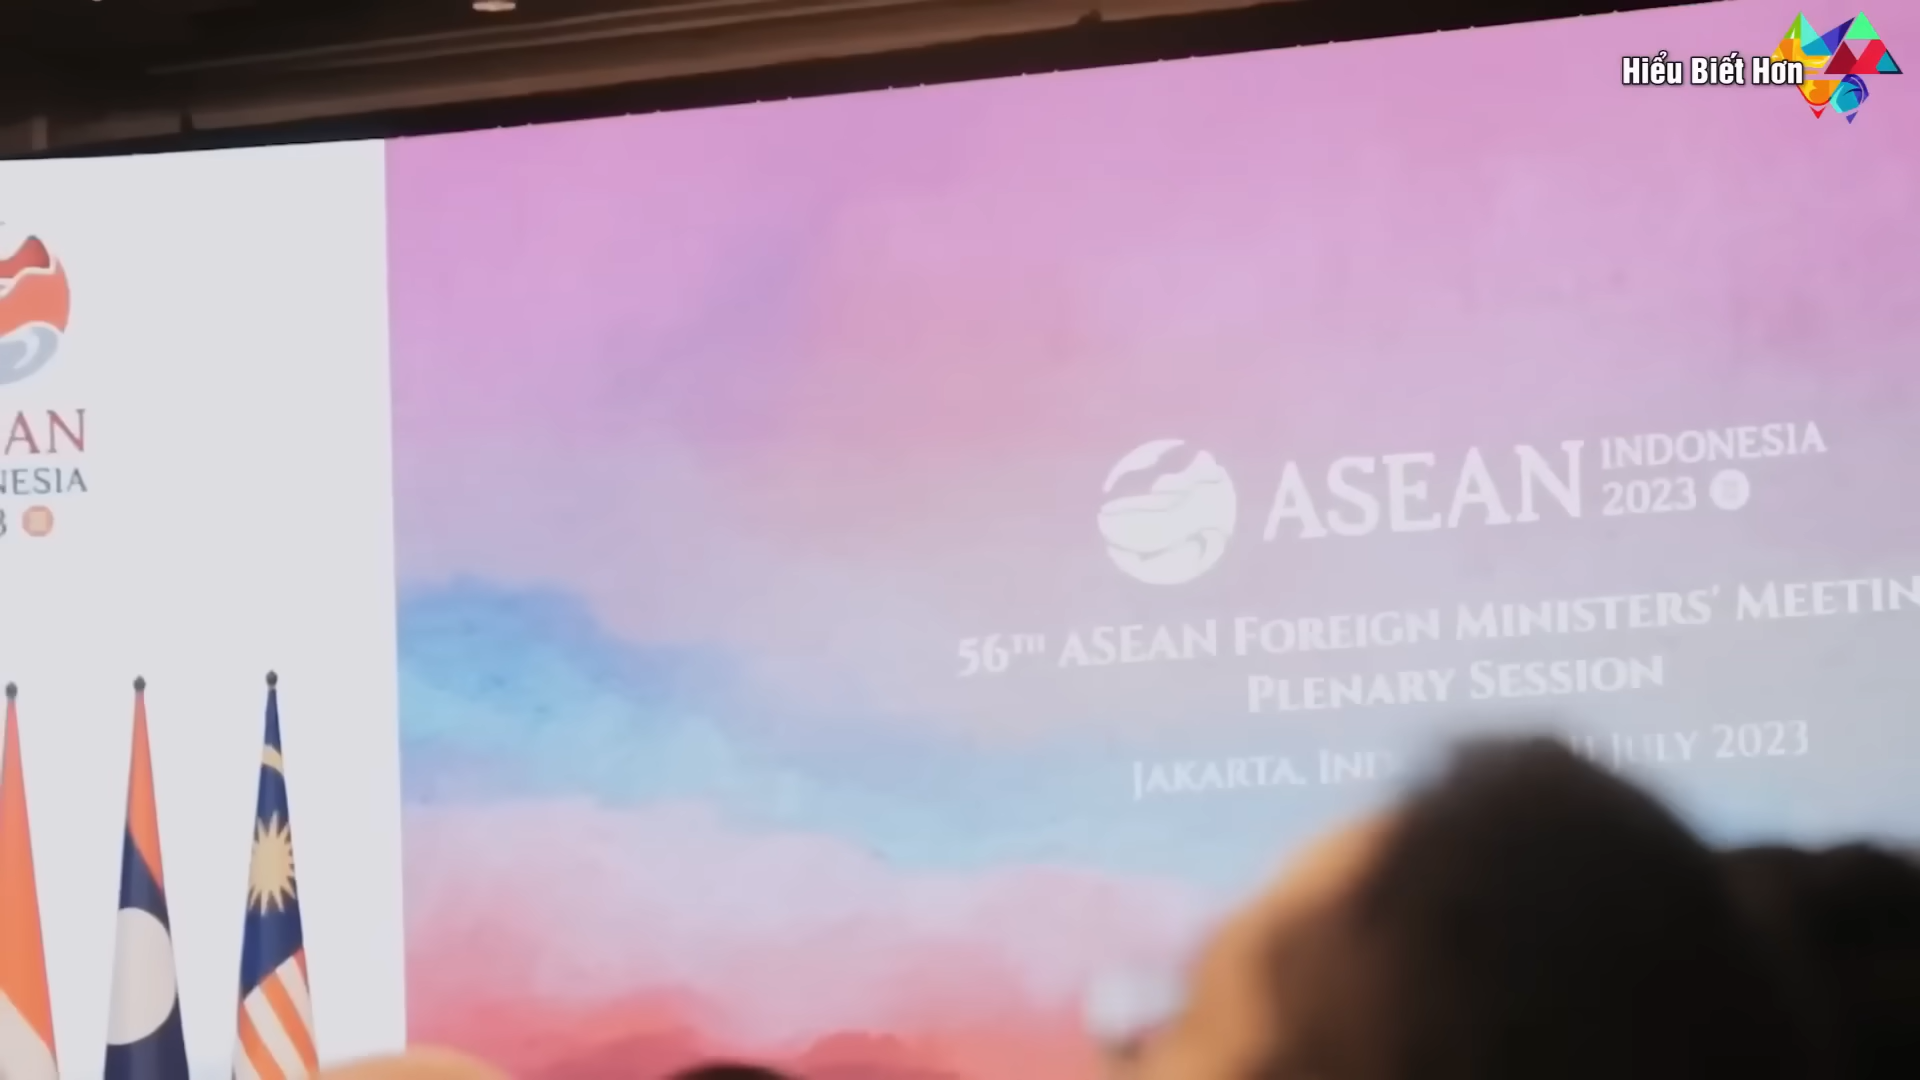 Hiểu Biết Hơn
AN
NESIA
3
ASEAN
INDONESIA
2023
56TH ASEAN FOREIGN MINISTERS' MEETIN
PLENARY SESSION
JAKARTA, IND JULY 2023